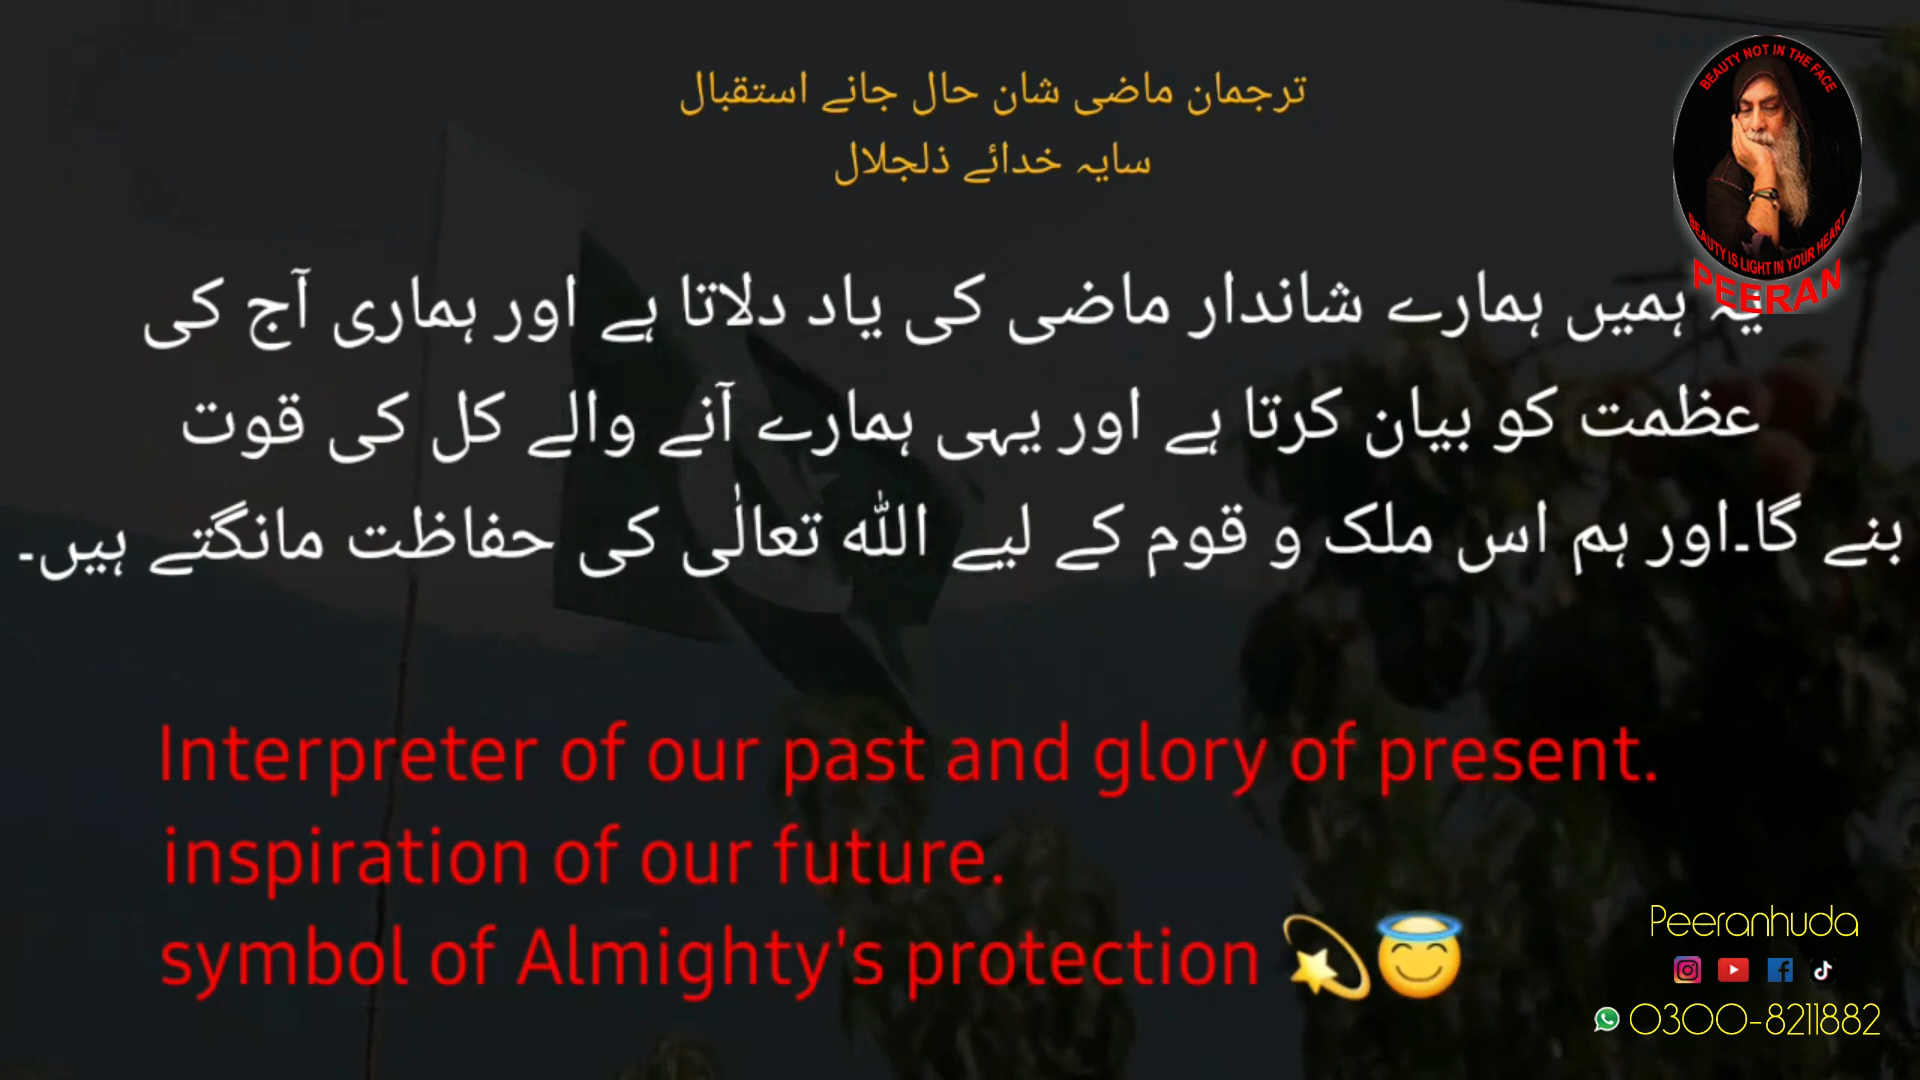 ترجمان ماضی شان حال جانے استقبال
سایہ خدائے ذلجلال
یہ ہمیں ہمارے شاندار ماضی کی یاد دلاتا ہے اور ہماری آج کی
عظمت کو بیان کرتا ہے اور یہی ہمارے آنے والے کل کی قوت
بنے گا۔اور ہم اس ملک و قوم کے لیے اللہ تعالٰی کی حفاظت مانگتے ہیں۔
Interpreter of our past and glory of present.
inspiration of our future.
symbol of Almighty's protection 💫😇
BEAUTY NOT IN THE FACE
BEAUTY IS LIGHT IN YOUR HEART
PEERAN
Peeranhuda
0300-8211882